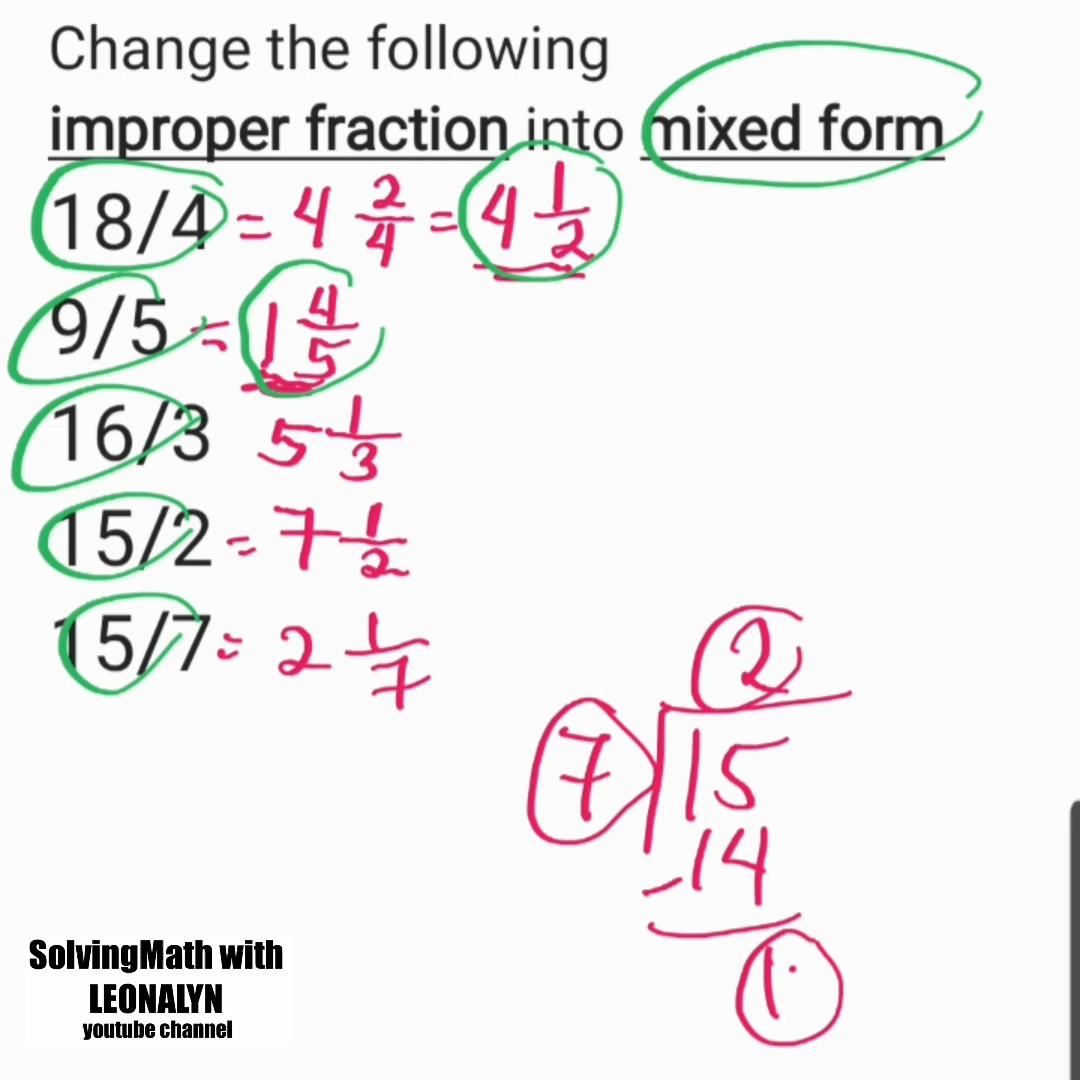 Change the following
improper fraction into mixed form
18/4 = 4 2/4 = 4 1/2
9/5 = 1 4/5
16/3 5 1/3
15/2 = 7 1/2
15/7 = 2 1/7
2
7 15
-14
1
SolvingMath with
LEONALYN
youtube channel